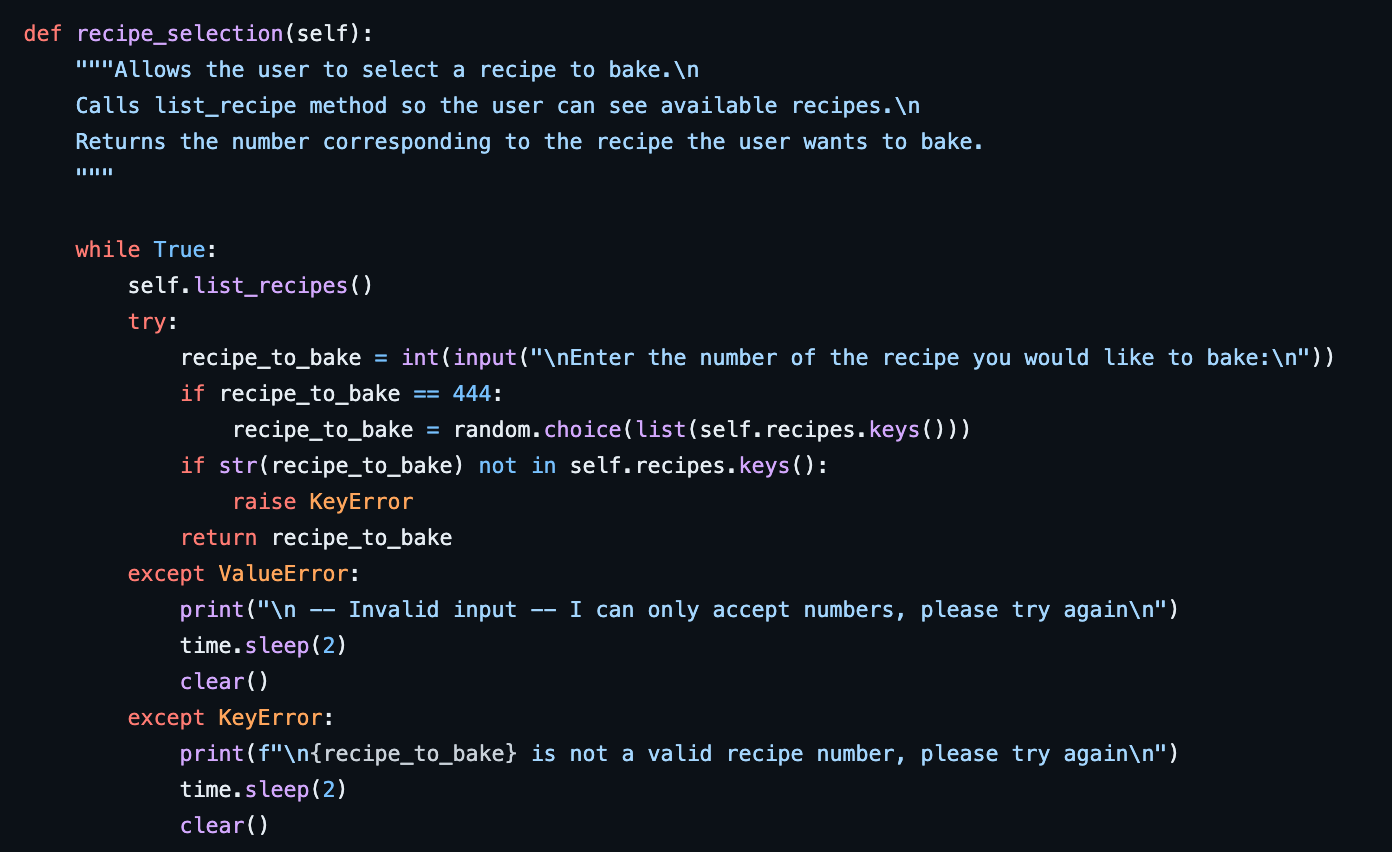 def recipe_selection(self):
    """Allows the user to select a recipe to bake.\n
    Calls list_recipe method so the user can see available recipes.\n
    Returns the number corresponding to the recipe the user wants to bake.
    """

    while True:
        self.list_recipes()
        try:
            recipe_to_bake = int(input("\nEnter the number of the recipe you would like to bake:\n"))
            if recipe_to_bake == 444:
                recipe_to_bake = random.choice(list(self.recipes.keys()))
            if str(recipe_to_bake) not in self.recipes.keys():
                raise KeyError
            return recipe_to_bake
        except ValueError:
            print("\n -- Invalid input -- I can only accept numbers, please try again\n")
            time.sleep(2)
            clear()
        except KeyError:
            print(f"\n{recipe_to_bake} is not a valid recipe number, please try again\n")
            time.sleep(2)
            clear()